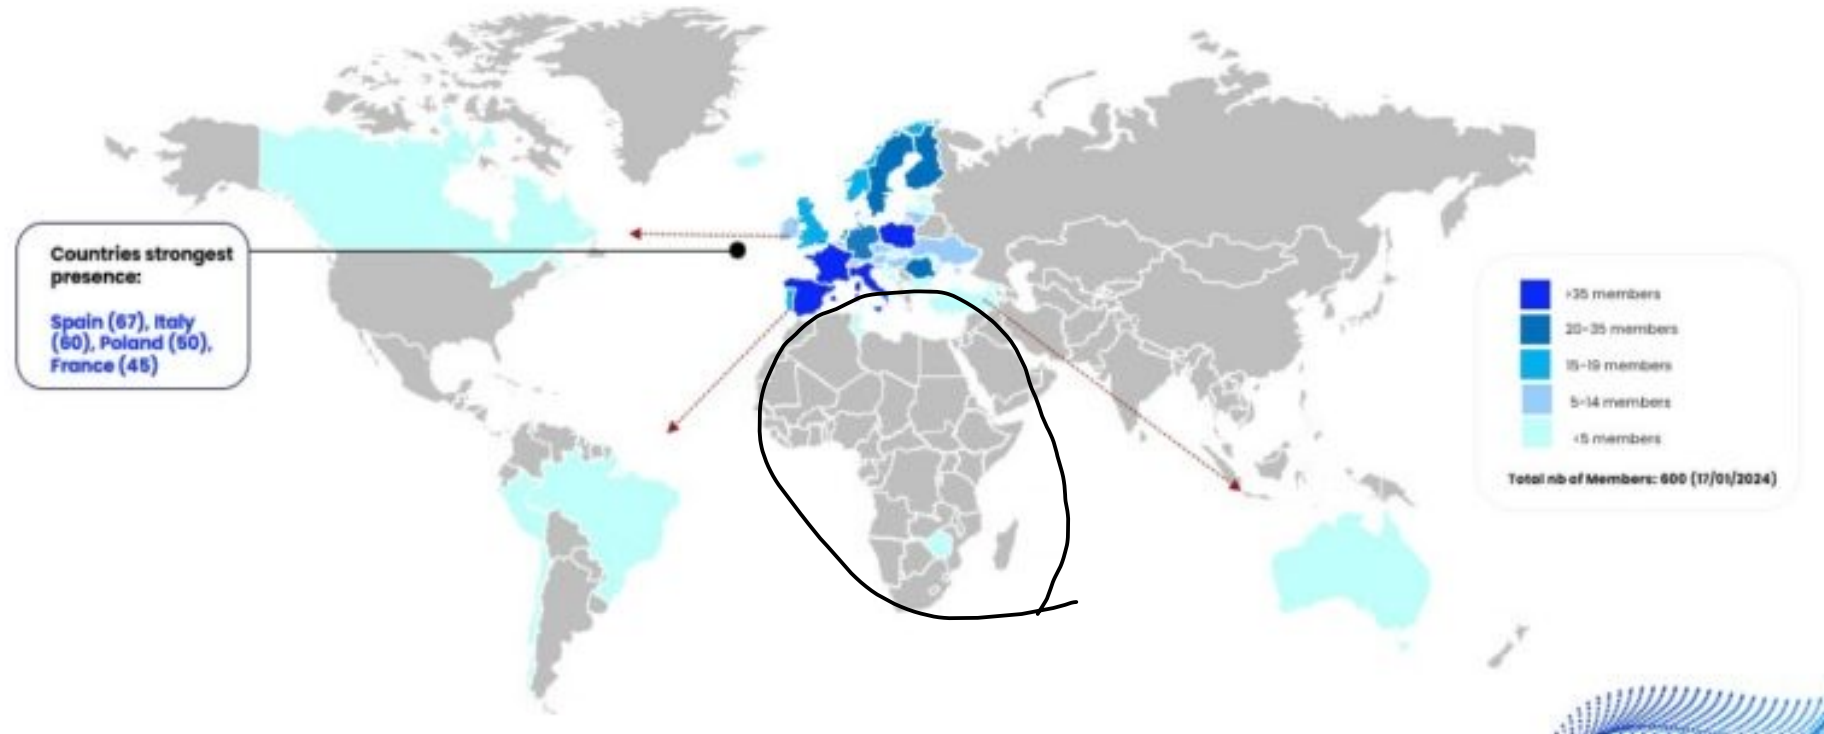 Countries strongest
presence:
Spain (67), Italy
(60), Poland (50),
France (45)
>35 members
20-35 members
15-19 members
5-14 members
<5 members
Total nb of Members: 600 (17/01/2024)